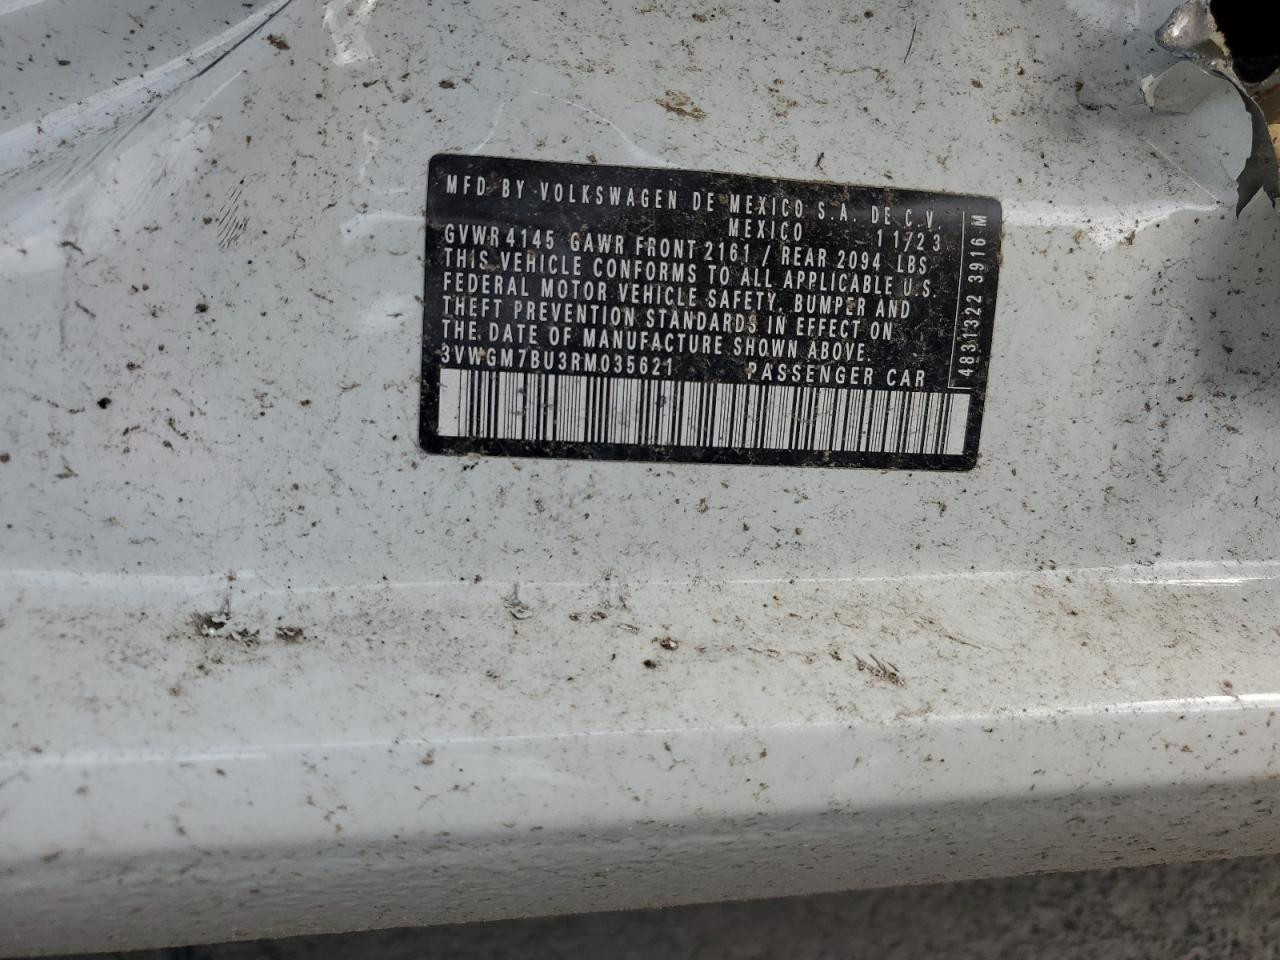 MFD BY VOLKSWAGEN DE MEXICO S.A. DE C.V.
MEXICO 11/23
GVWR 4145 GAWR FRONT 2161 / REAR 2094 LBS
THIS VEHICLE CONFORMS TO ALL APPLICABLE U.S.
FEDERAL MOTOR VEHICLE SAFETY, BUMPER AND
THEFT PREVENTION STANDARDS IN EFFECT ON
THE DATE OF MANUFACTURE SHOWN ABOVE.
3VWGM7BU3RM035621 PASSENGER CAR
4831322 3916 M